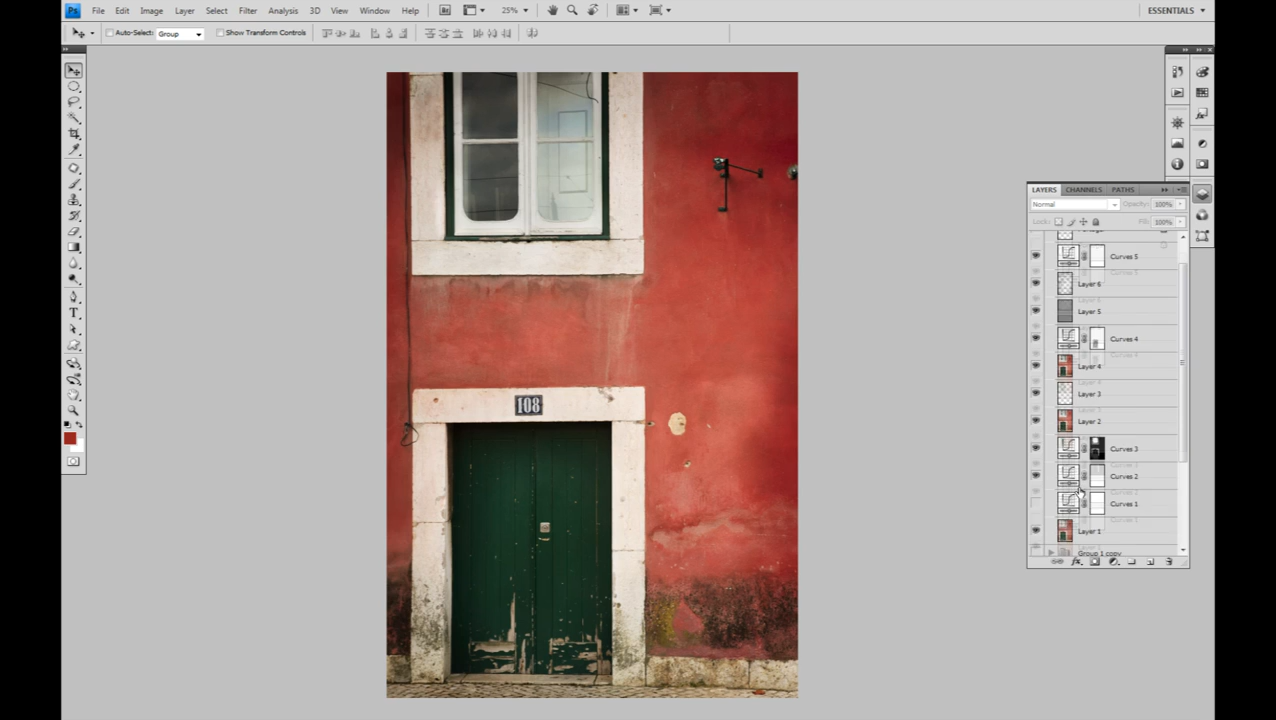 Ps File Edit Image Layer Select Filter Analysis 3D View Window Help Br 25% ESSENTIALS
Auto-Select: Group Show Transform Controls
LAYERS CHANNELS PATHS
Normal Opacity: 100%
Lock: Fill: 100%
Curves 5
Layer 6
Layer 5
Curves 4
Layer 4
Layer 3
Layer 2
Curves 3
Curves 2
Curves 1
Layer 1
Group 1 copy
108